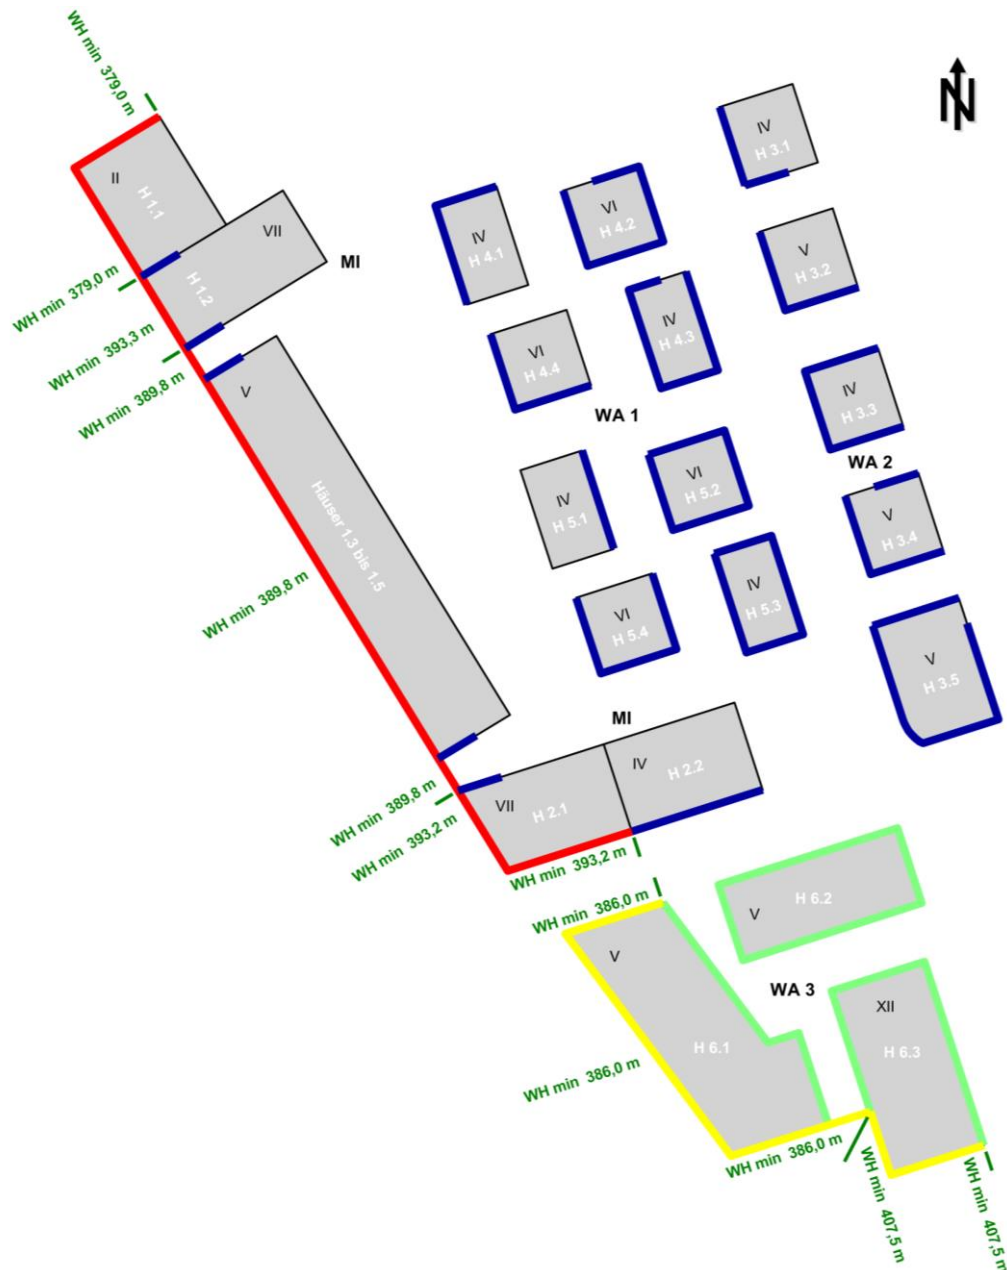 WH min 379,0 m
N
IV
H 3.1
II
H 1.1
VII
H 1.2
MI
IV
H 4.1
VI
H 4.2
V
H 3.2
WH min 379,0 m
WH min 393,3 m
WH min 389,8 m
IV
H 4.3
VI
H 4.4
V
Häuser 1.3 bis 1.5
WA 1
IV
H 3.3
WA 2
VI
H 5.2
IV
H 5.1
V
H 3.4
WH min 389,8 m
IV
H 5.3
VI
H 5.4
V
H 3.5
MI
IV
H 2.2
VII
H 2.1
WH min 389,8 m
WH min 393,2 m
WH min 393,2 m
WH min 386,0 m
V
H 6.2
V
WA 3
XII
H 6.3
H 6.1
WH min 386,0 m
WH min 386,0 m
WH min 407,5 m
WH min 407,5 m